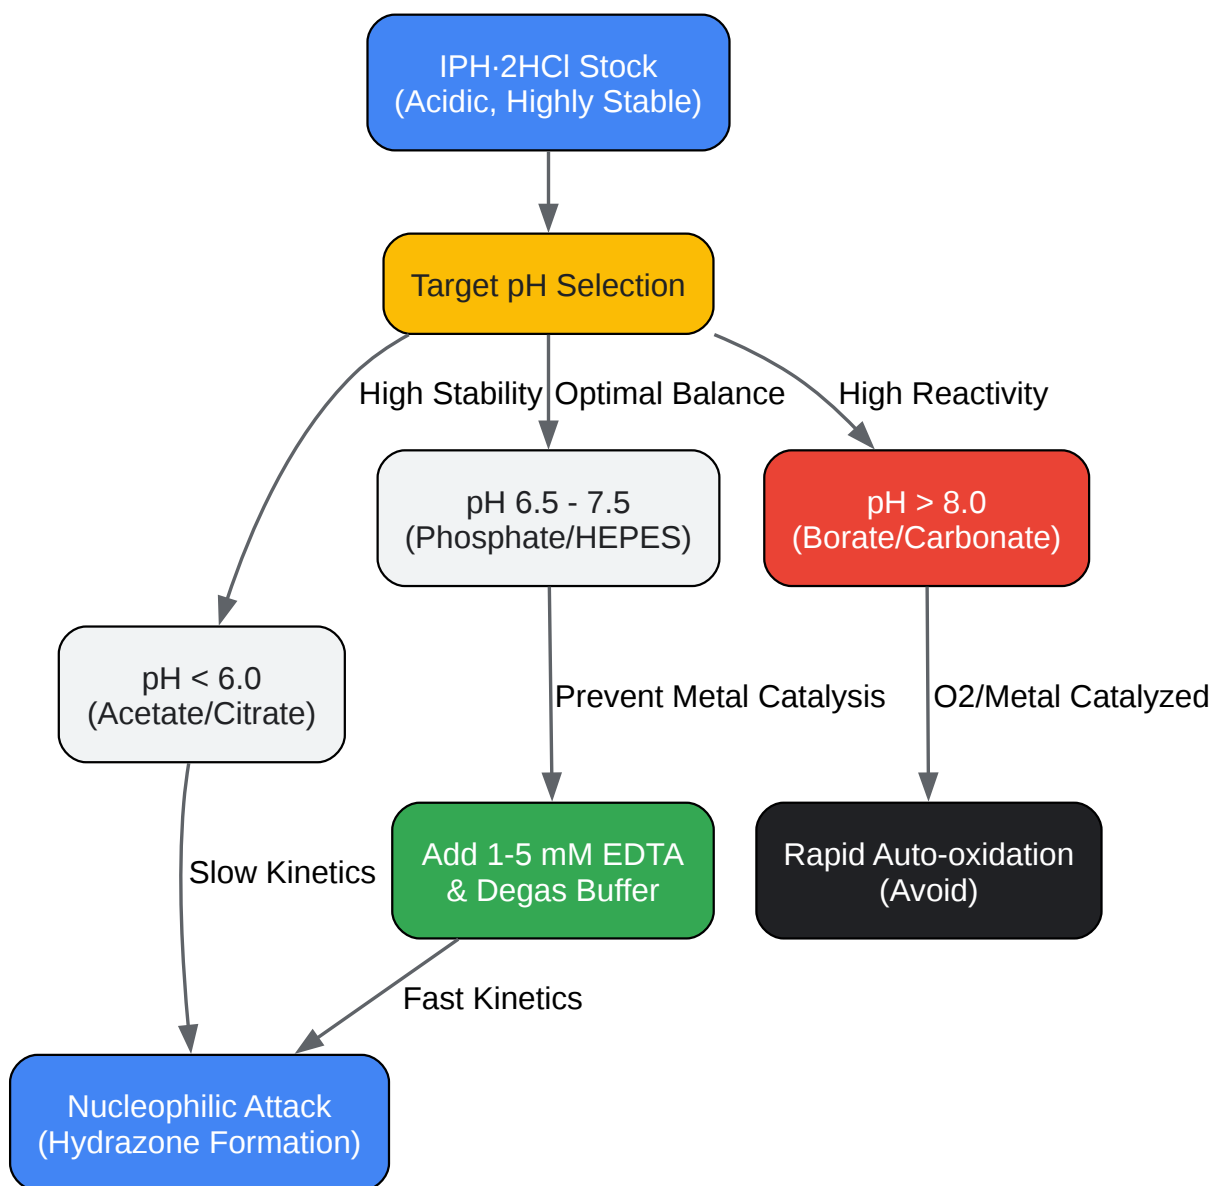 IPH·2HCl Stock
(Acidic, Highly Stable)
Target pH Selection
High Stability
Optimal Balance
High Reactivity
pH 6.5 - 7.5
(Phosphate/HEPES)
pH > 8.0
(Borate/Carbonate)
pH < 6.0
(Acetate/Citrate)
Prevent Metal Catalysis
O2/Metal Catalyzed
Slow Kinetics
Add 1-5 mM EDTA
& Degas Buffer
Rapid Auto-oxidation
(Avoid)
Fast Kinetics
Nucleophilic Attack
(Hydrazone Formation)